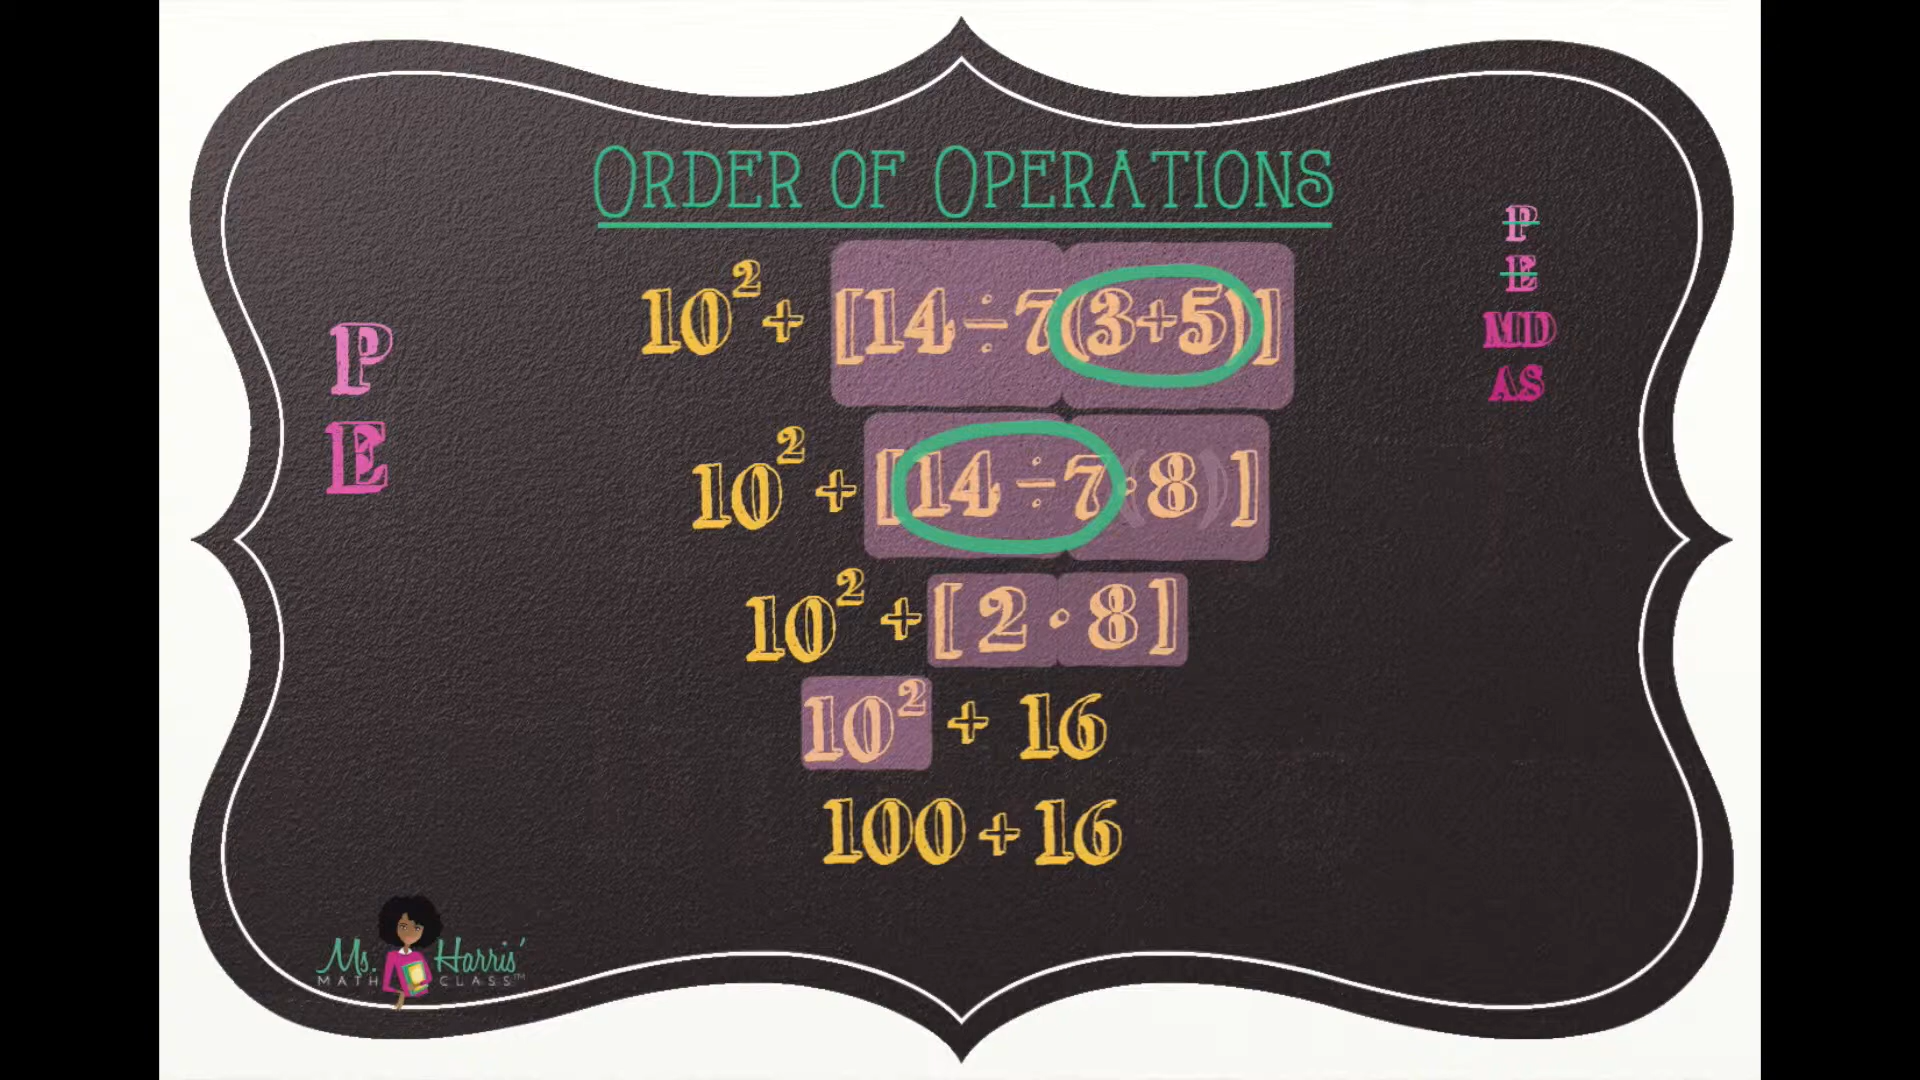 ORDER OF OPERATIONS
P
E
MD
AS
10² + [14÷7(3+5)]
P
E
10² + [14÷7·(8)]
10² + [2·8]
10² + 16
100 + 16
Ms. Harris'
MATH CLASS™